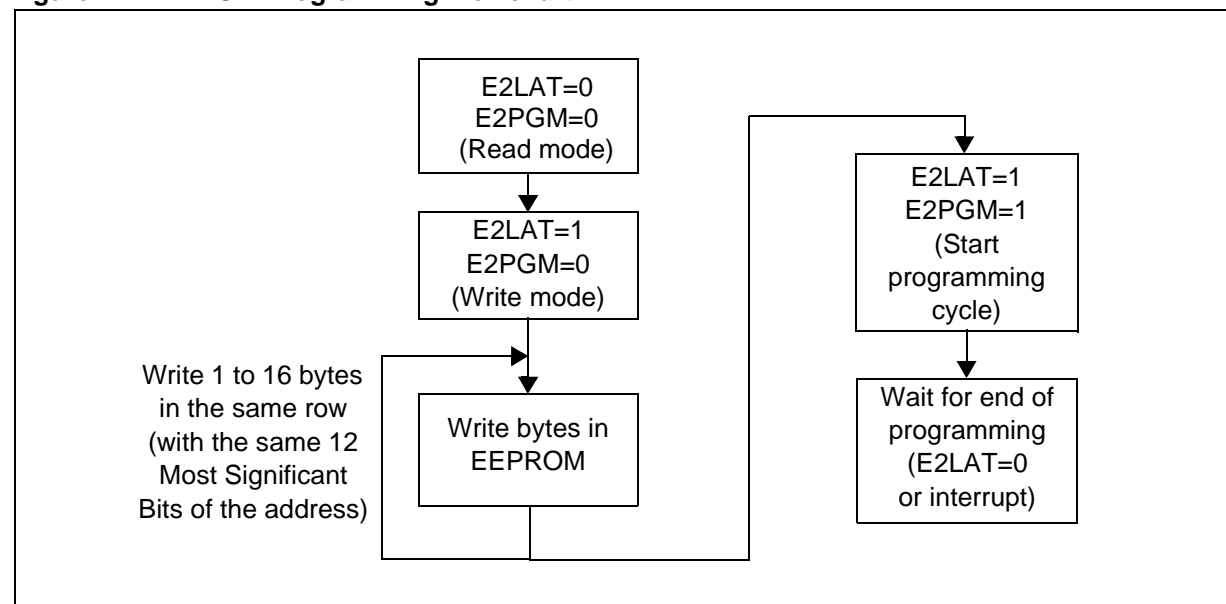 E2LAT=0
E2PGM=0
(Read mode)
E2LAT=1
E2PGM=0
(Write mode)
Write 1 to 16 bytes
in the same row
(with the same 12
Most Significant
Bits of the address)
Write bytes in
EEPROM
E2LAT=1
E2PGM=1
(Start
programming
cycle)
Wait for end of
programming
(E2LAT=0
or interrupt)